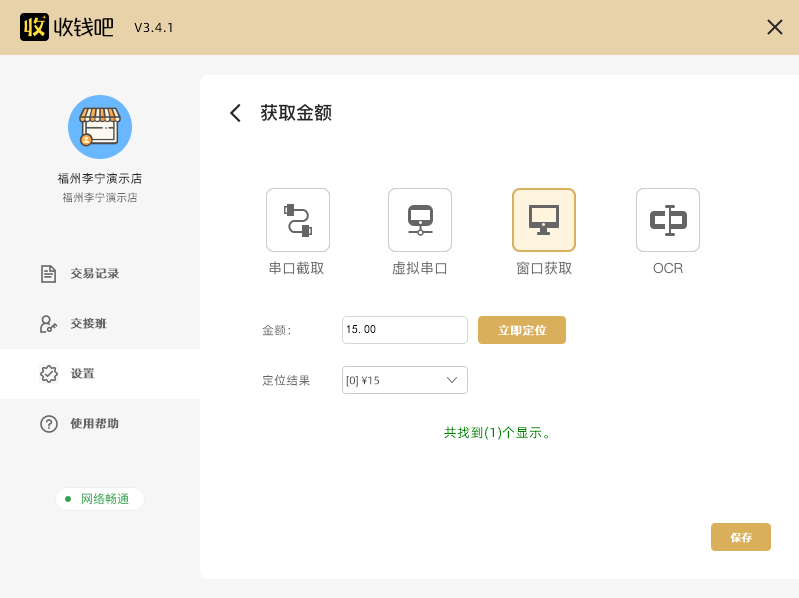 收 收钱吧 V3.4.1
福州李宁演示店
福州李宁演示店
交易记录
交接班
设置
使用帮助
网络畅通
获取金额
串口截取 虚拟串口 窗口获取 OCR
金额： 15.00 立即定位
定位结果 [0] ¥15
共找到(1)个显示。
保存